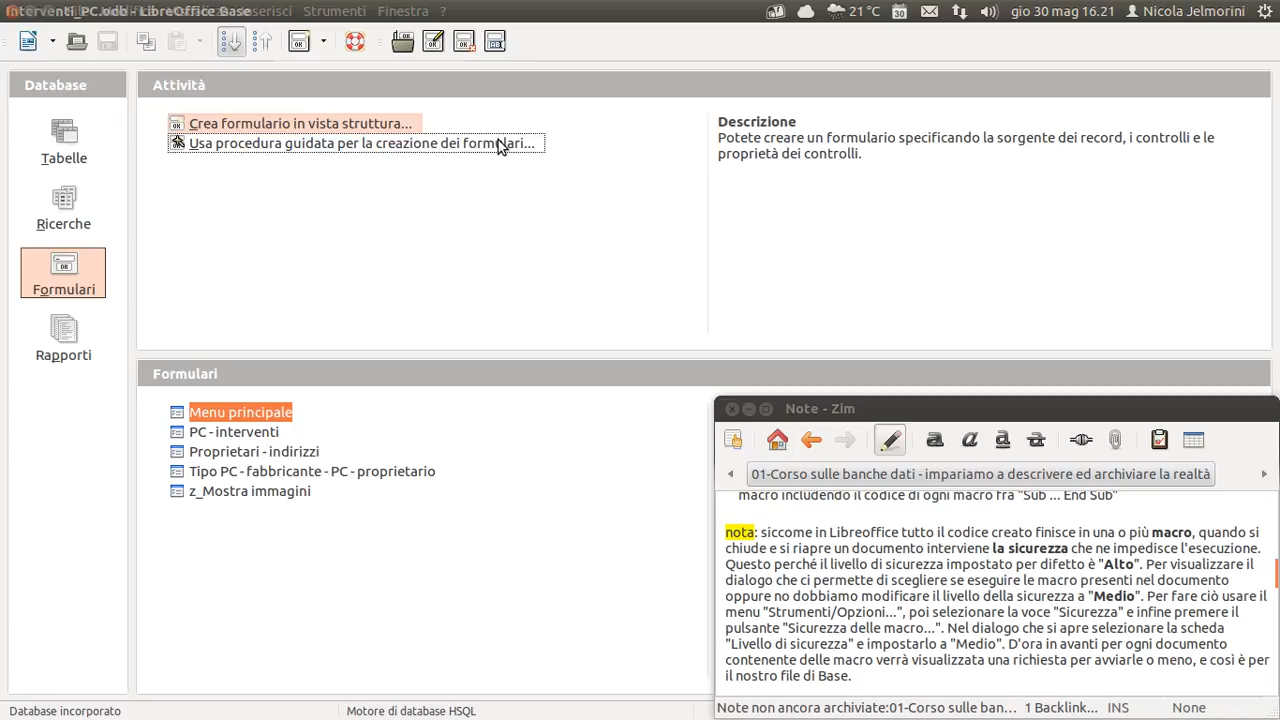 Interventi_PC.odb - LibreOffice Base
Inserisci Strumenti Finestra ?
21 °C
30
gio 30 mag 16.21
Nicola Jelmorini
Database
Attività
Tabelle
Ricerche
Formulari
Rapporti
Crea formulario in vista struttura...
Usa procedura guidata per la creazione dei formulari...
Descrizione
Potete creare un formulario specificando la sorgente dei record, i controlli e le
proprietà dei controlli.
Formulari
Menu principale
PC - interventi
Proprietari - indirizzi
Tipo PC - fabbricante - PC - proprietario
z_Mostra immagini
Note - Zim
01-Corso sulle banche dati - impariamo a descrivere ed archiviare la realtà
macro includendo il codice di ogni macro fra "Sub ... End Sub"
nota: siccome in Libreoffice tutto il codice creato finisce in una o più macro, quando si
chiude e si riapre un documento interviene la sicurezza che ne impedisce l'esecuzione.
Questo perché il livello di sicurezza impostato per difetto è "Alto". Per visualizzare il
dialogo che ci permette di scegliere se eseguire le macro presenti nel documento
oppure no dobbiamo modificare il livello della sicurezza a "Medio". Per fare ciò usare il
menu "Strumenti/Opzioni...", poi selezionare la voce "Sicurezza" e infine premere il
pulsante "Sicurezza delle macro...". Nel dialogo che si apre selezionare la scheda
"Livello di sicurezza" e impostarlo a "Medio". D'ora in avanti per ogni documento
contenente delle macro verrà visualizzata una richiesta per avviarle o meno, e così è per
il nostro file di Base.
Note non ancora archiviate:01-Corso sulle ban...
1 Backlink...
INS
None
Database incorporato
Motore di database HSQL